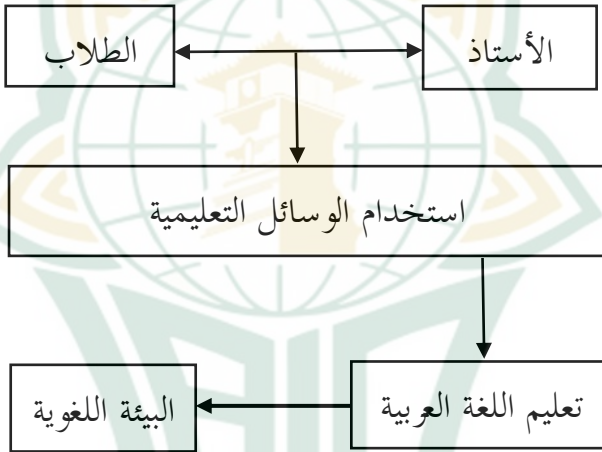 الأستاذ
الطلاب
استخدام الوسائل التعليمية
تعليم اللغة العربية
البيئة اللغوية